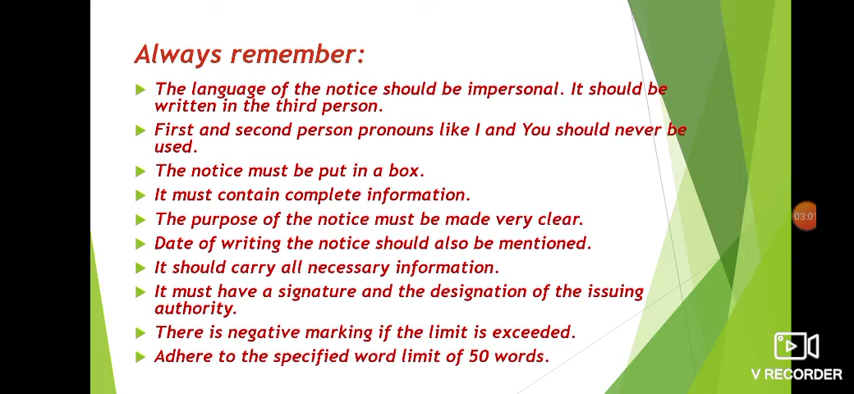 Always remember:
The language of the notice should be impersonal. It should be
written in the third person.
First and second person pronouns like I and You should never be
used.
The notice must be put in a box.
It must contain complete information.
The purpose of the notice must be made very clear.
Date of writing the notice should also be mentioned.
It should carry all necessary information.
It must have a signature and the designation of the issuing
authority.
There is negative marking if the limit is exceeded.
Adhere to the specified word limit of 50 words.
03:01
V RECORDER